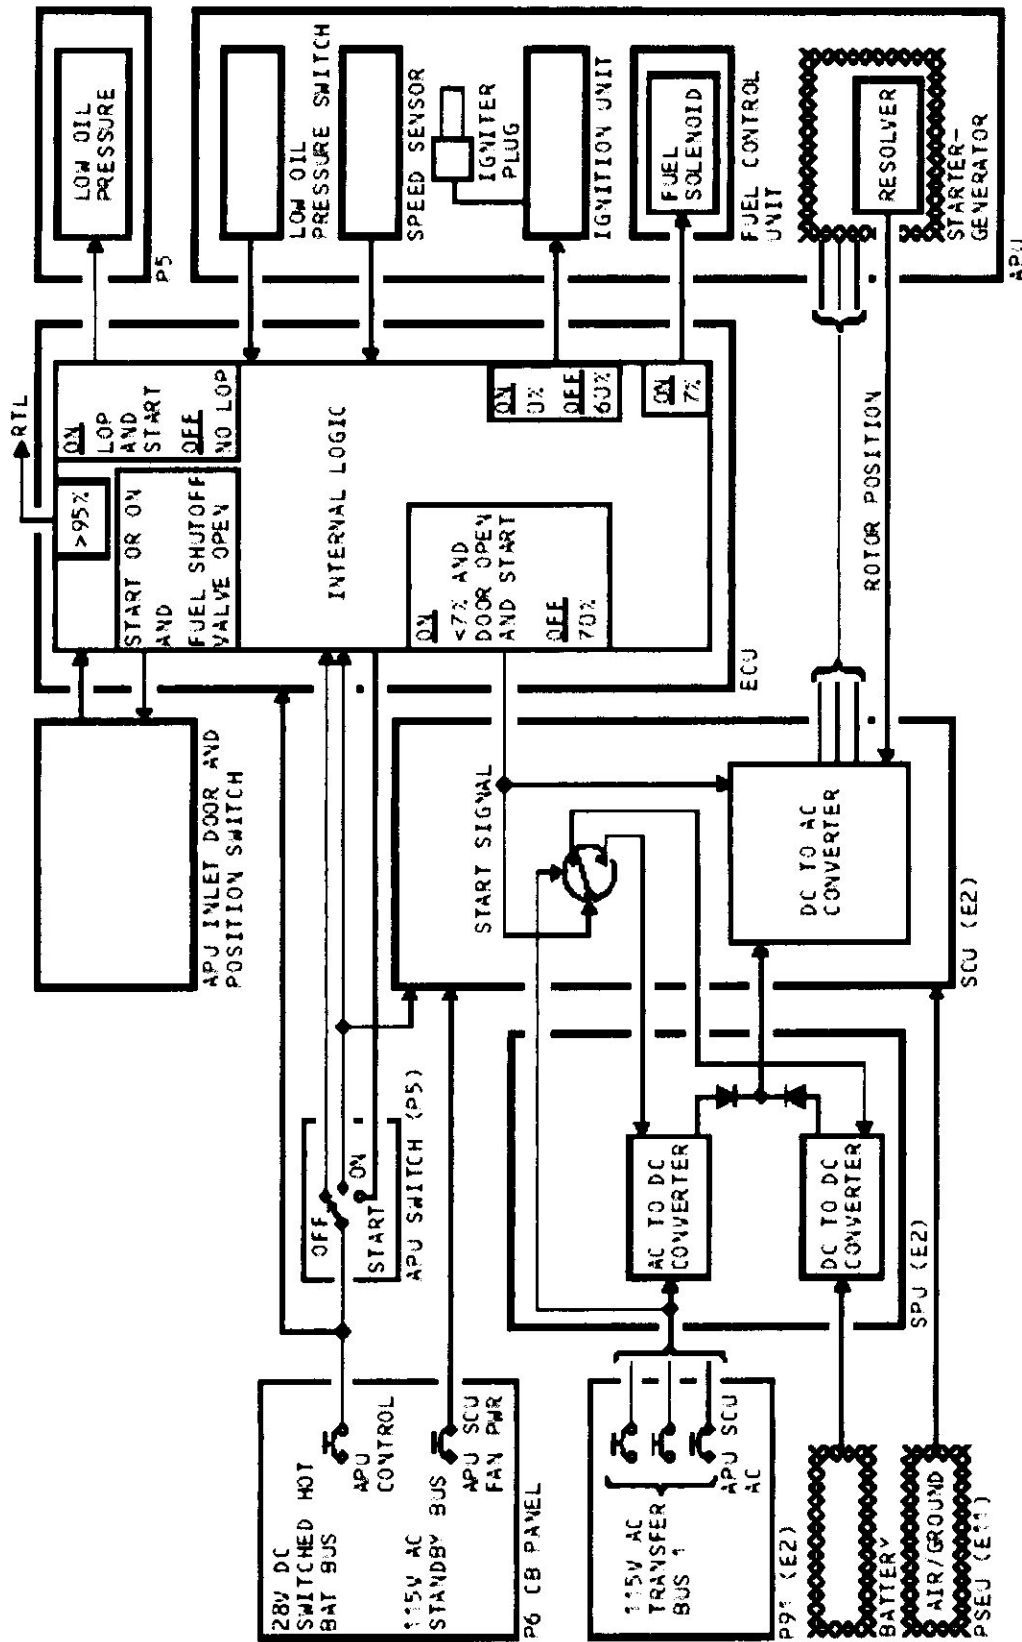 28V DC
SWITCHED HOT
BAT BUS
APU
CONTROL
115V AC
STANDBY BUS
APU SCU
FAN PWR
P6 CB PANEL
115V AC
TRANSFER
BUS 1
APU SCU
AC
P91 (E2)
BATTERY
AIR/GROUND
PSEU (E11)
OFF
ON
START
APU SWITCH (P5)
AC TO DC
CONVERTER
DC TO DC
CONVERTER
SPU (E2)
APU INLET DOOR AND
POSITION SWITCH
START SIGNAL
DC TO AC
CONVERTER
SCU (E2)
RTL
>95%
START OR ON
AND
FUEL SHUTOFF
VALVE OPEN
ON
LOP
AND
START
OFF
NO LOP
INTERNAL LOGIC
ON
<7% AND
DOOR OPEN
AND START
OFF
70%
ON
0%
OFF
60%
ON
7%
ECU
ROTOR POSITION
LOW OIL
PRESSURE
P5
LOW OIL
PRESSURE SWITCH
SPEED SENSOR
IGNITER
PLUG
IGNITION UNIT
FUEL
SOLENOID
FUEL CONTROL
UNIT
RESOLVER
STARTER-
GENERATOR
APU